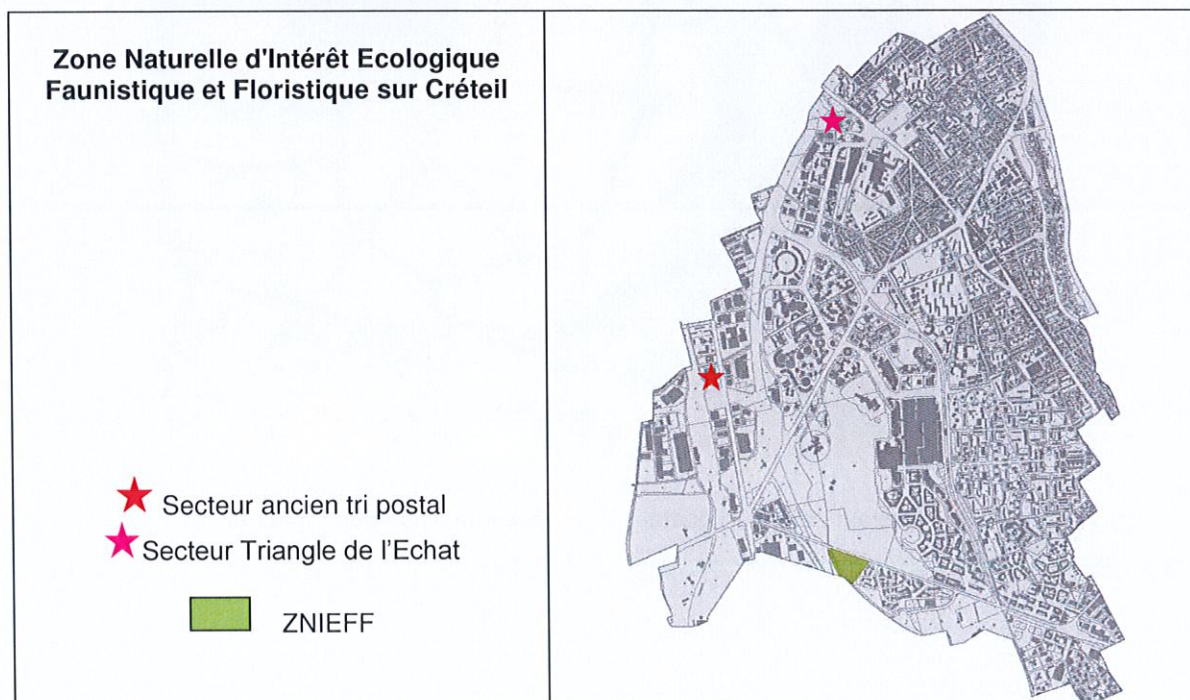 Zone Naturelle d'Intérêt Ecologique
Faunistique et Floristique sur Créteil
Secteur ancien tri postal
Secteur Triangle de l'Echat
ZNIEFF